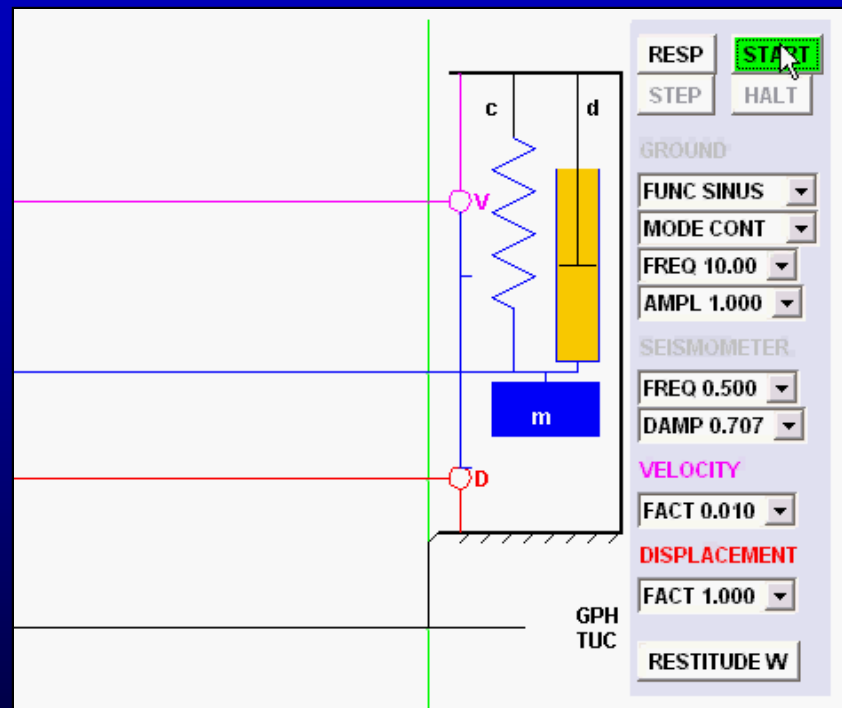 RESP START
STEP HALT
c d
GROUND
FUNC SINUS
V
MODE CONT
FREQ 10.00
AMPL 1.000
SEISMOMETER
FREQ 0.500
m
DAMP 0.707
VELOCITY
D
FACT 0.010
DISPLACEMENT
FACT 1.000
GPH
TUC
RESTITUDE W